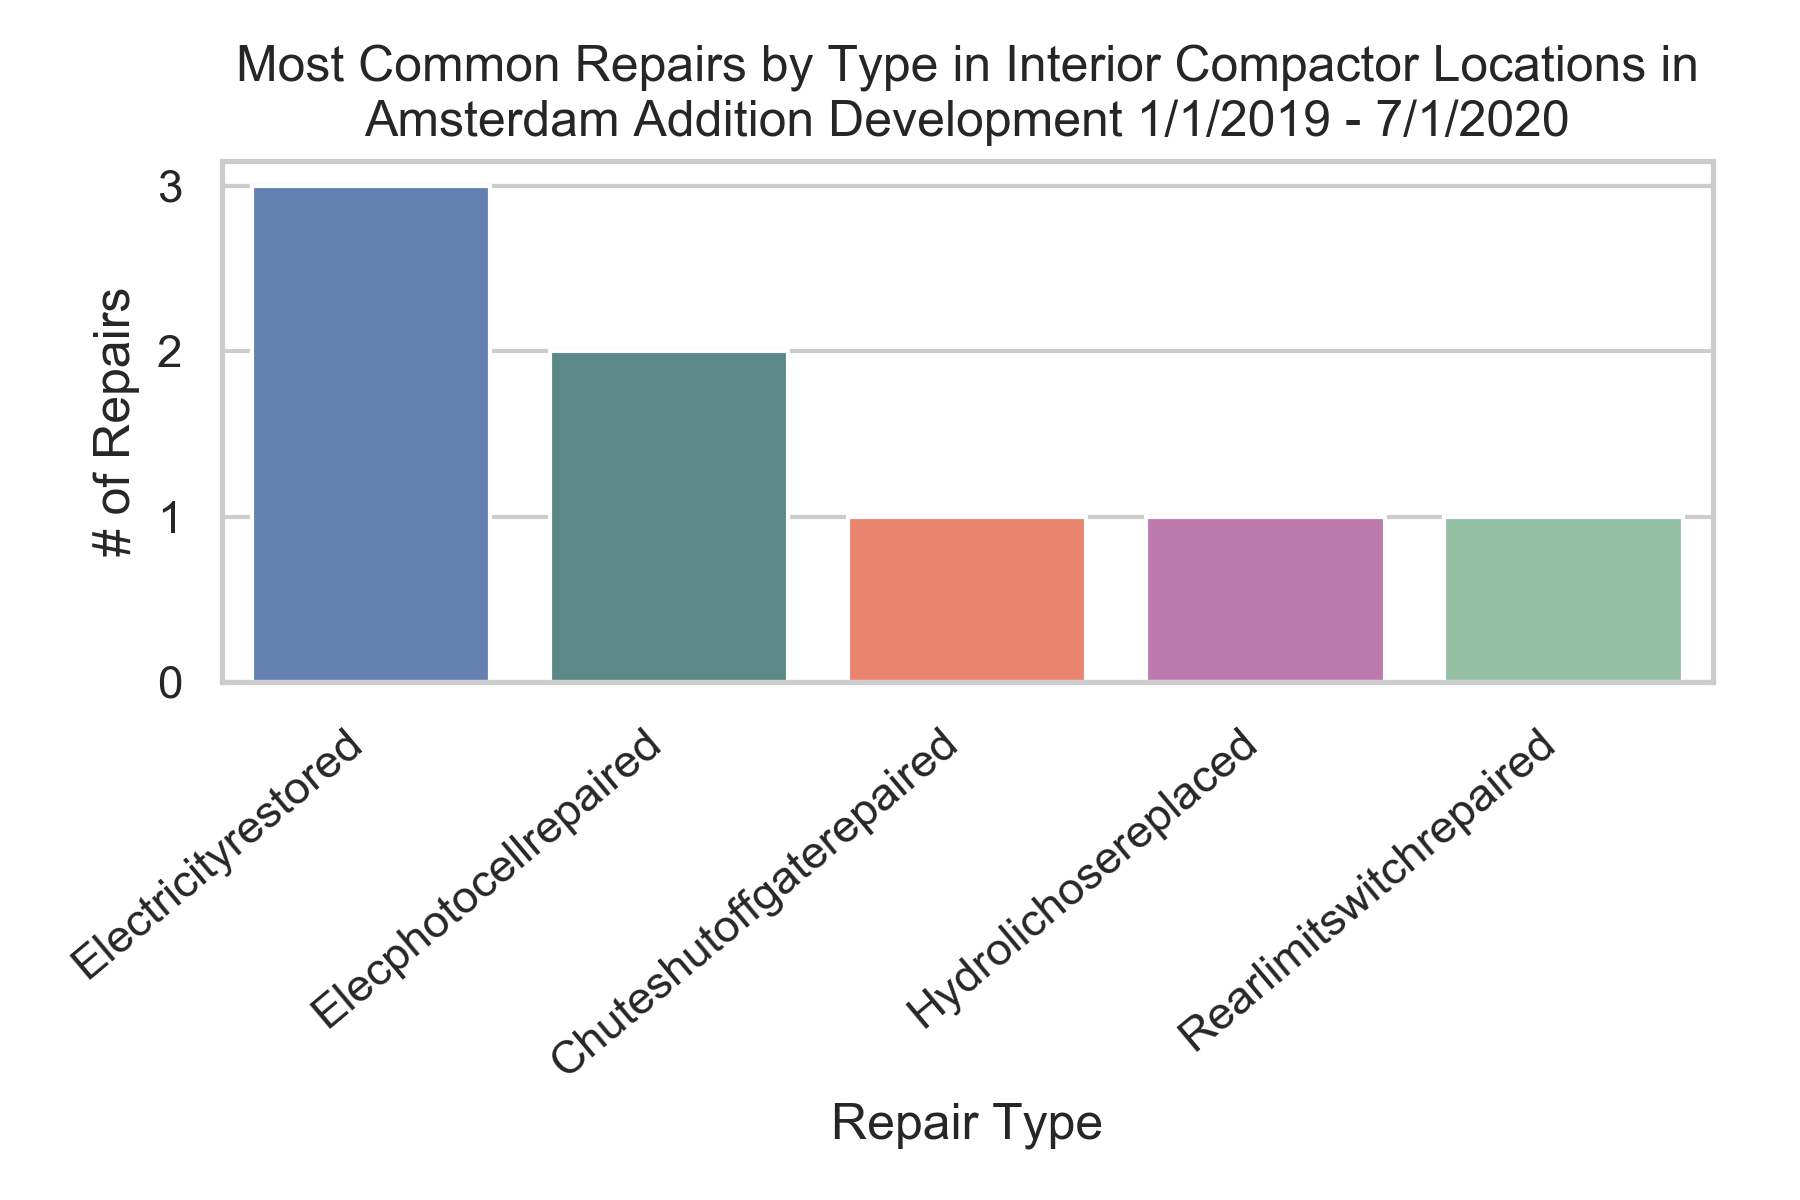 Most Common Repairs by Type in Interior Compactor Locations in
Amsterdam Addition Development 1/1/2019 - 7/1/2020
# of Repairs
3
2
1
0
Electricityrestored
Elecphotocellrepaired
Chuteshutoffgaterepaired
Hydrolichosereplaced
Rearlimitswitchrepaired
Repair Type